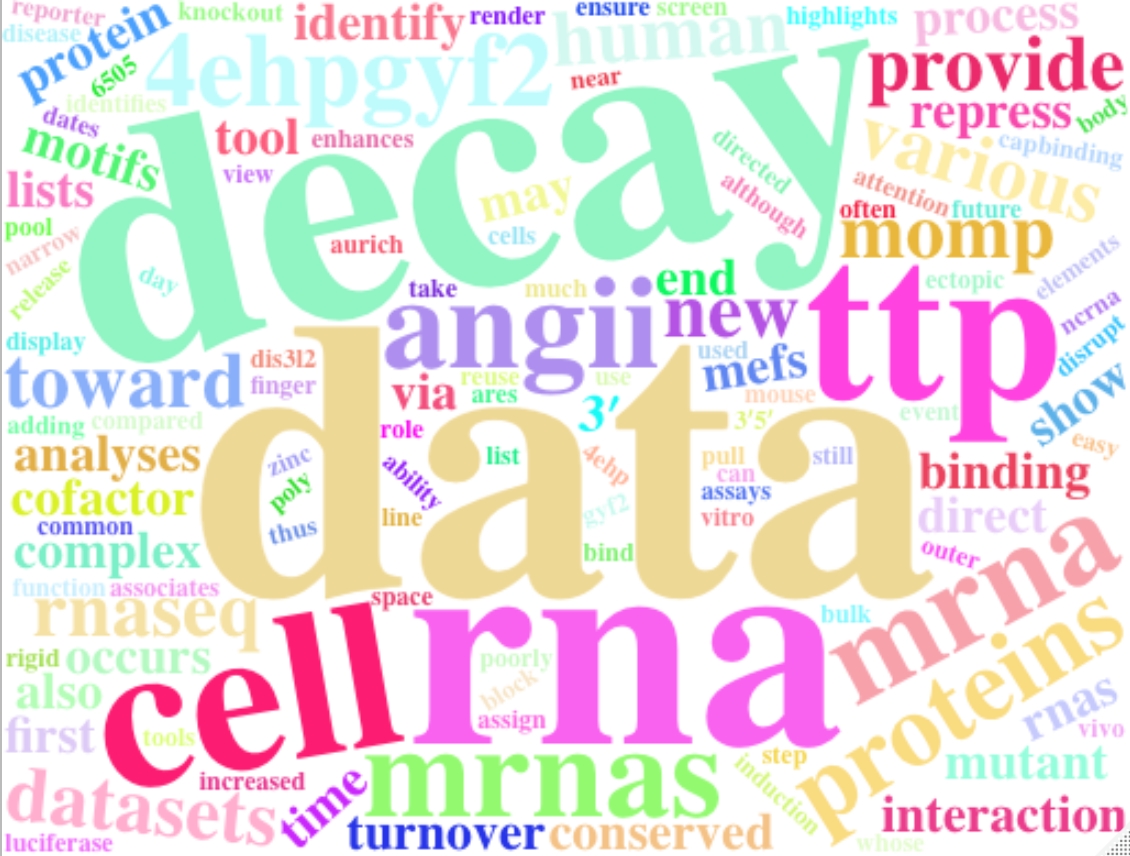 reporter
knockout
identify
render
ensure
screen
highlights
process
disease
protein
4ehpgyf2
human
provide
6505
near
identifies
repress
body
dates
decay
tool
enhances
various
motifs
view
directed
capbinding
lists
may
although
attention
often
future
pool
cells
momp
narrow
aurich
day
release
take
much
end
ectopic
elements
angii
new
ttp
ncrna
display
dis3l2
used
disrupt
toward
finger
via
reuse
use
mefs
ares
mouse
show
data
adding
compared
role
3′
3′5′
event
easy
analyses
zinc
list
4ehp
pull
still
can
binding
poly
ability
assays
cofactor
common
thus
line
gyf2
vitro
direct
complex
bind
outer
mrna
function
associates
space
rnaseq
rna
bulk
proteins
rigid
occurs
cell
poorly
also
block
rnas
first
tools
assign
vivo
increased
mrnas
step
induction
mutant
datasets
time
turnover
conserved
interaction
luciferase
whose